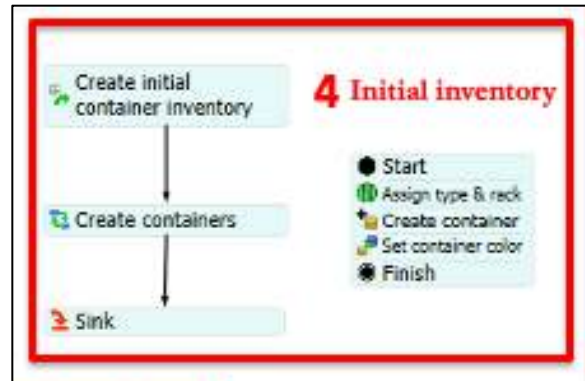 Create initial
container inventory
4 Initial inventory
Create containers
Sink
Start
Assign type & rack
Create container
Set container color
Finish